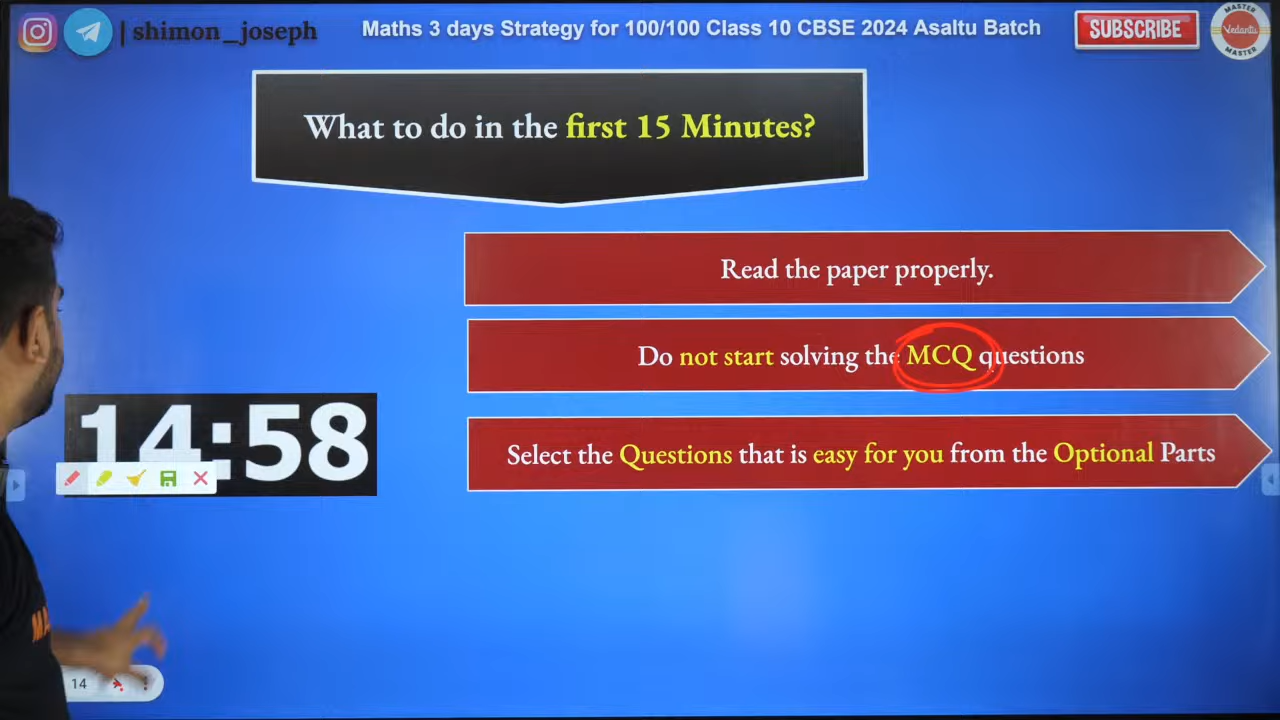 | shimon_joseph
Maths 3 days Strategy for 100/100 Class 10 CBSE 2024 Asaltu Batch
SUBSCRIBE
MASTER
Vedantu
MASTER
What to do in the first 15 Minutes?
Read the paper properly.
Do not start solving the MCQ questions
Select the Questions that is easy for you from the Optional Parts
14:58
14